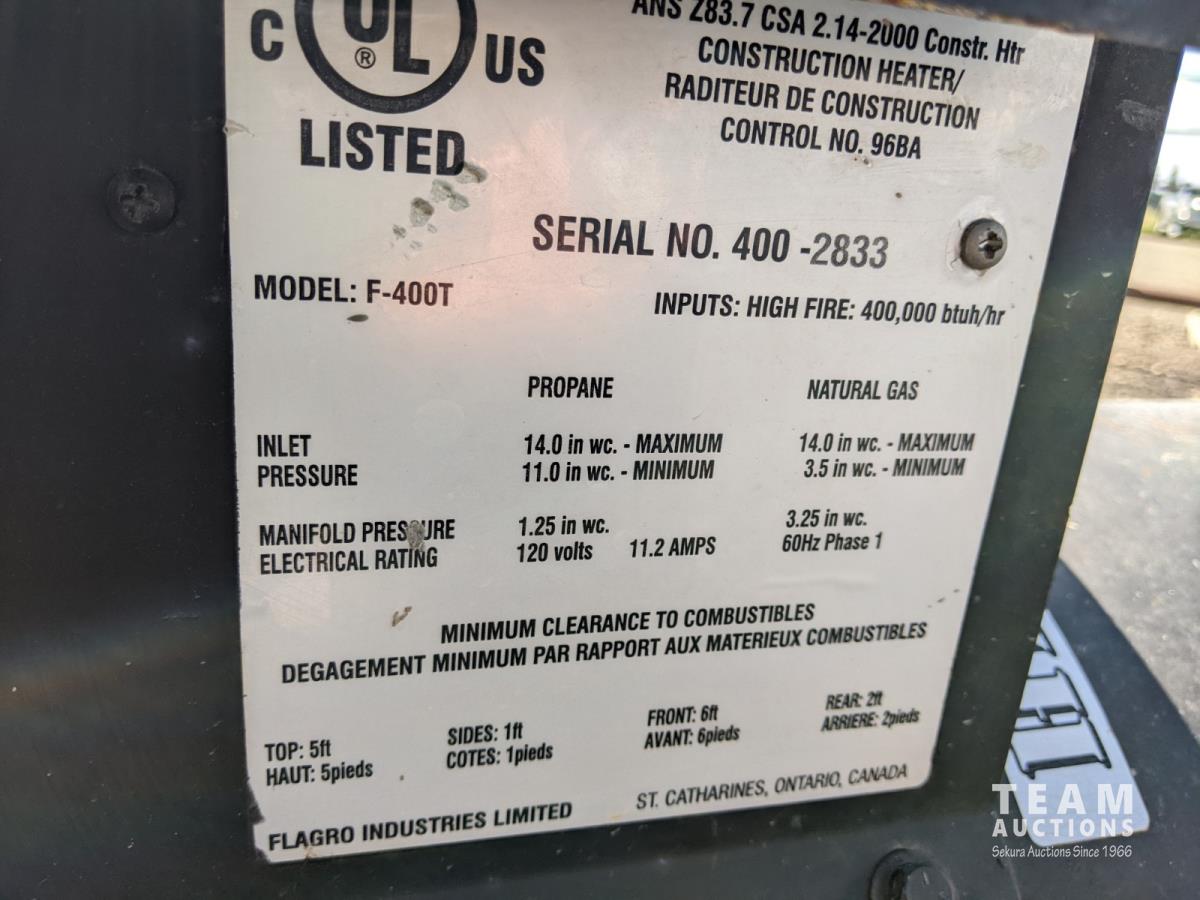 C UL ® US
LISTED
ANS Z83.7 CSA 2.14-2000 Constr. Htr
CONSTRUCTION HEATER/
RADITEUR DE CONSTRUCTION
CONTROL NO. 96BA
SERIAL NO. 400 -2833
MODEL: F-400T
INPUTS: HIGH FIRE: 400,000 btuh/hr
PROPANE NATURAL GAS
INLET 14.0 in wc. - MAXIMUM 14.0 in wc. - MAXIMUM
PRESSURE 11.0 in wc. - MINIMUM 3.5 in wc. - MINIMUM
MANIFOLD PRESSURE 1.25 in wc. 3.25 in wc.
ELECTRICAL RATING 120 volts 11.2 AMPS 60Hz Phase 1
MINIMUM CLEARANCE TO COMBUSTIBLES
DEGAGEMENT MINIMUM PAR RAPPORT AUX MATERIEUX COMBUSTIBLES
TOP: 5ft SIDES: 1ft FRONT: 6ft REAR: 2ft
HAUT: 5pieds COTES: 1pieds AVANT: 6pieds ARRIERE: 2pieds
FLAGRO INDUSTRIES LIMITED ST. CATHARINES, ONTARIO, CANADA
TEAM
AUCTIONS
Sekura Auctions Since 1966